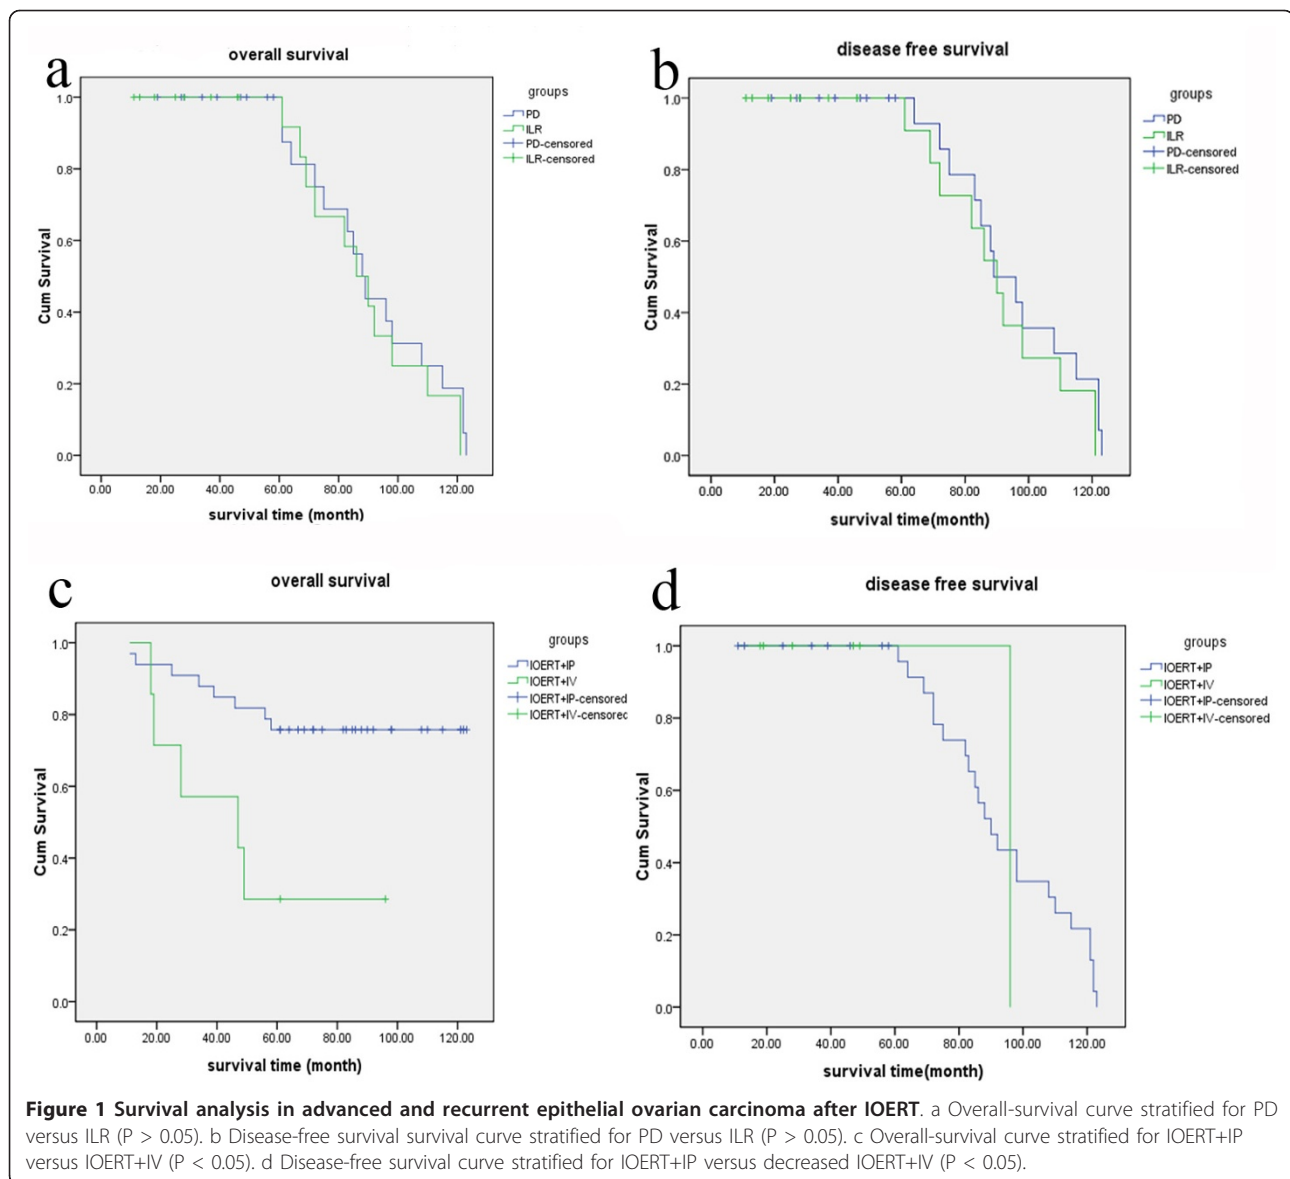 a
overall survival
groups
PD
ILR
PD-censored
ILR-censored
Cum Survival
1.0
0.8
0.6
0.4
0.2
0.0
0.00 20.00 40.00 60.00 80.00 100.00 120.00
survival time (month)
b
disease free survival
groups
PD
ILR
PD-censored
ILR-censored
Cum Survival
1.0
0.8
0.6
0.4
0.2
0.0
0.00 20.00 40.00 60.00 80.00 100.00 120.00
survival time(month)
c
overall survival
groups
IOERT+IP
IOERT+IV
IOERT+IP-censored
IOERT+IV-censorec
Cum Survival
1.0
0.8
0.6
0.4
0.2
0.0
0.00 20.00 40.00 60.00 80.00 100.00 120.00
survival time (month)
d
disease free survival
groups
IOERT+IP
IOERT+IV
IOERT+IP-censored
IOERT+IV-censored
Cum Survival
1.0
0.8
0.6
0.4
0.2
0.0
0.00 20.00 40.00 60.00 80.00 100.00 120.00
survival time(month)
Figure 1 Survival analysis in advanced and recurrent epithelial ovarian carcinoma after IOERT. a Overall-survival curve stratified for PD
versus ILR (P > 0.05). b Disease-free survival survival curve stratified for PD versus ILR (P > 0.05). c Overall-survival curve stratified for IOERT+IP
versus IOERT+IV (P < 0.05). d Disease-free survival curve stratified for IOERT+IP versus decreased IOERT+IV (P < 0.05).